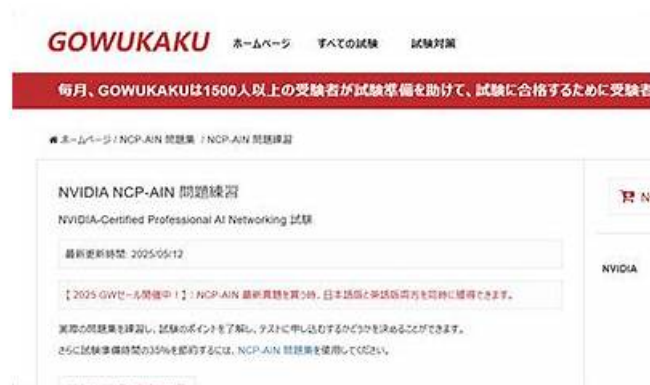 GOWUKAKU ホームページ すべての試験 試験対策
毎月、GOWUKAKUは1500人以上の受験者が試験準備を助けて、試験に合格するために受験者
ホームページ / NCP-AIN 問題集 / NCP-AIN 問題練習
NVIDIA NCP-AIN 問題練習
NVIDIA-Certified Professional AI Networking 試験
最新更新時間: 2025/05/12
【 2025 GWセール開催中！】: NCP-AIN 最新真題を買う時、日本語版と英語版両方を同時に獲得できます。
実際の問題集を練習し、試験のポイントを了解し、テストに申し込むするかどうかを決めることができます。
さらに試験準備時間の35%を節約するには、NCP-AIN 問題集を使用してください。
N
NVIDIA